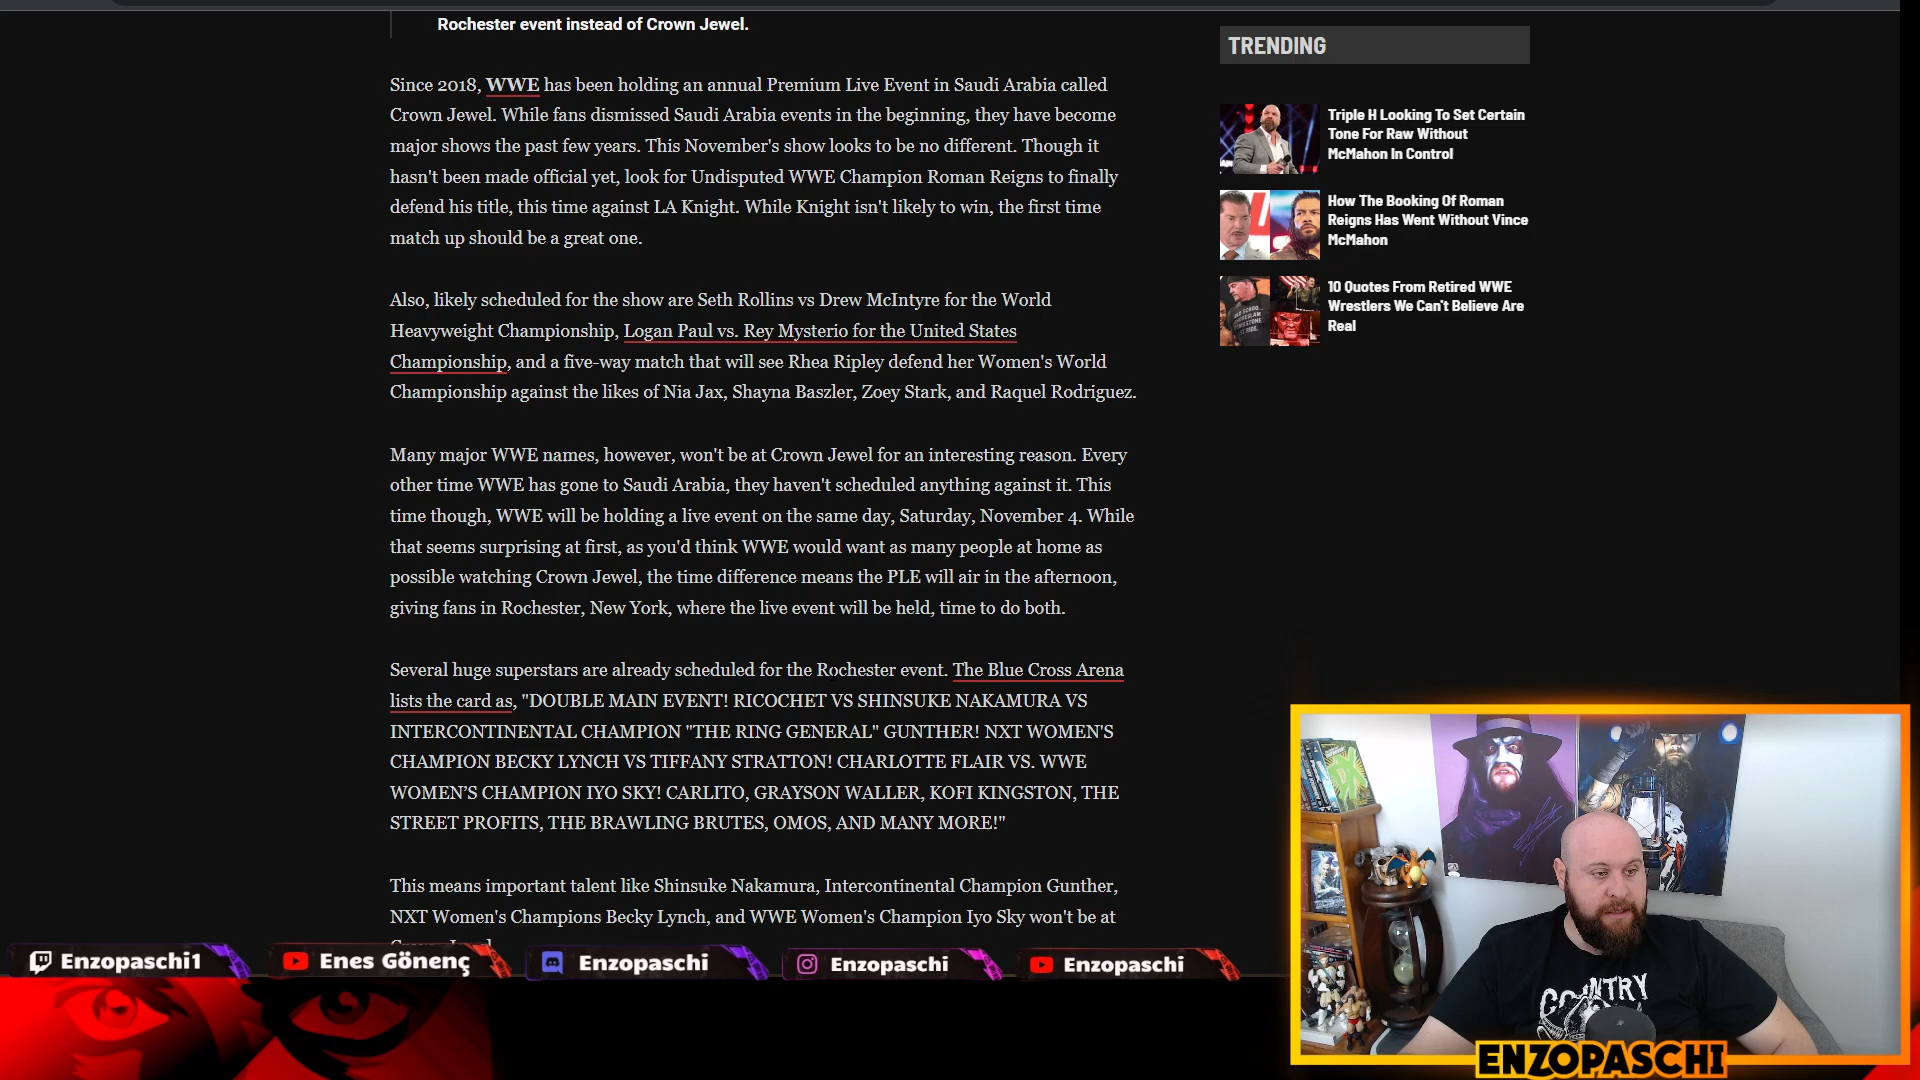 Rochester event instead of Crown Jewel.
Since 2018, WWE has been holding an annual Premium Live Event in Saudi Arabia called
Crown Jewel. While fans dismissed Saudi Arabia events in the beginning, they have become
major shows the past few years. This November's show looks to be no different. Though it
hasn't been made official yet, look for Undisputed WWE Champion Roman Reigns to finally
defend his title, this time against LA Knight. While Knight isn't likely to win, the first time
match up should be a great one.
Also, likely scheduled for the show are Seth Rollins vs Drew McIntyre for the World
Heavyweight Championship, Logan Paul vs. Rey Mysterio for the United States
Championship, and a five-way match that will see Rhea Ripley defend her Women's World
Championship against the likes of Nia Jax, Shayna Baszler, Zoey Stark, and Raquel Rodriguez.
Many major WWE names, however, won't be at Crown Jewel for an interesting reason. Every
other time WWE has gone to Saudi Arabia, they haven't scheduled anything against it. This
time though, WWE will be holding a live event on the same day, Saturday, November 4. While
that seems surprising at first, as you'd think WWE would want as many people at home as
possible watching Crown Jewel, the time difference means the PLE will air in the afternoon,
giving fans in Rochester, New York, where the live event will be held, time to do both.
Several huge superstars are already scheduled for the Rochester event. The Blue Cross Arena
lists the card as, "DOUBLE MAIN EVENT! RICOCHET VS SHINSUKE NAKAMURA VS
INTERCONTINENTAL CHAMPION "THE RING GENERAL" GUNTHER! NXT WOMEN'S
CHAMPION BECKY LYNCH VS TIFFANY STRATTON! CHARLOTTE FLAIR VS. WWE
WOMEN’S CHAMPION IYO SKY! CARLITO, GRAYSON WALLER, KOFI KINGSTON, THE
STREET PROFITS, THE BRAWLING BRUTES, OMOS, AND MANY MORE!"
This means important talent like Shinsuke Nakamura, Intercontinental Champion Gunther,
NXT Women's Champions Becky Lynch, and WWE Women's Champion Iyo Sky won't be at
TRENDING
Triple H Looking To Set Certain
Tone For Raw Without
McMahon In Control
How The Booking Of Roman
Reigns Has Went Without Vince
McMahon
10 Quotes From Retired WWE
Wrestlers We Can't Believe Are
Real
Enzopaschi1
Enes Gönenç
Enzopaschi
Enzopaschi
Enzopaschi
COUNTRY
ENZOPASCHI